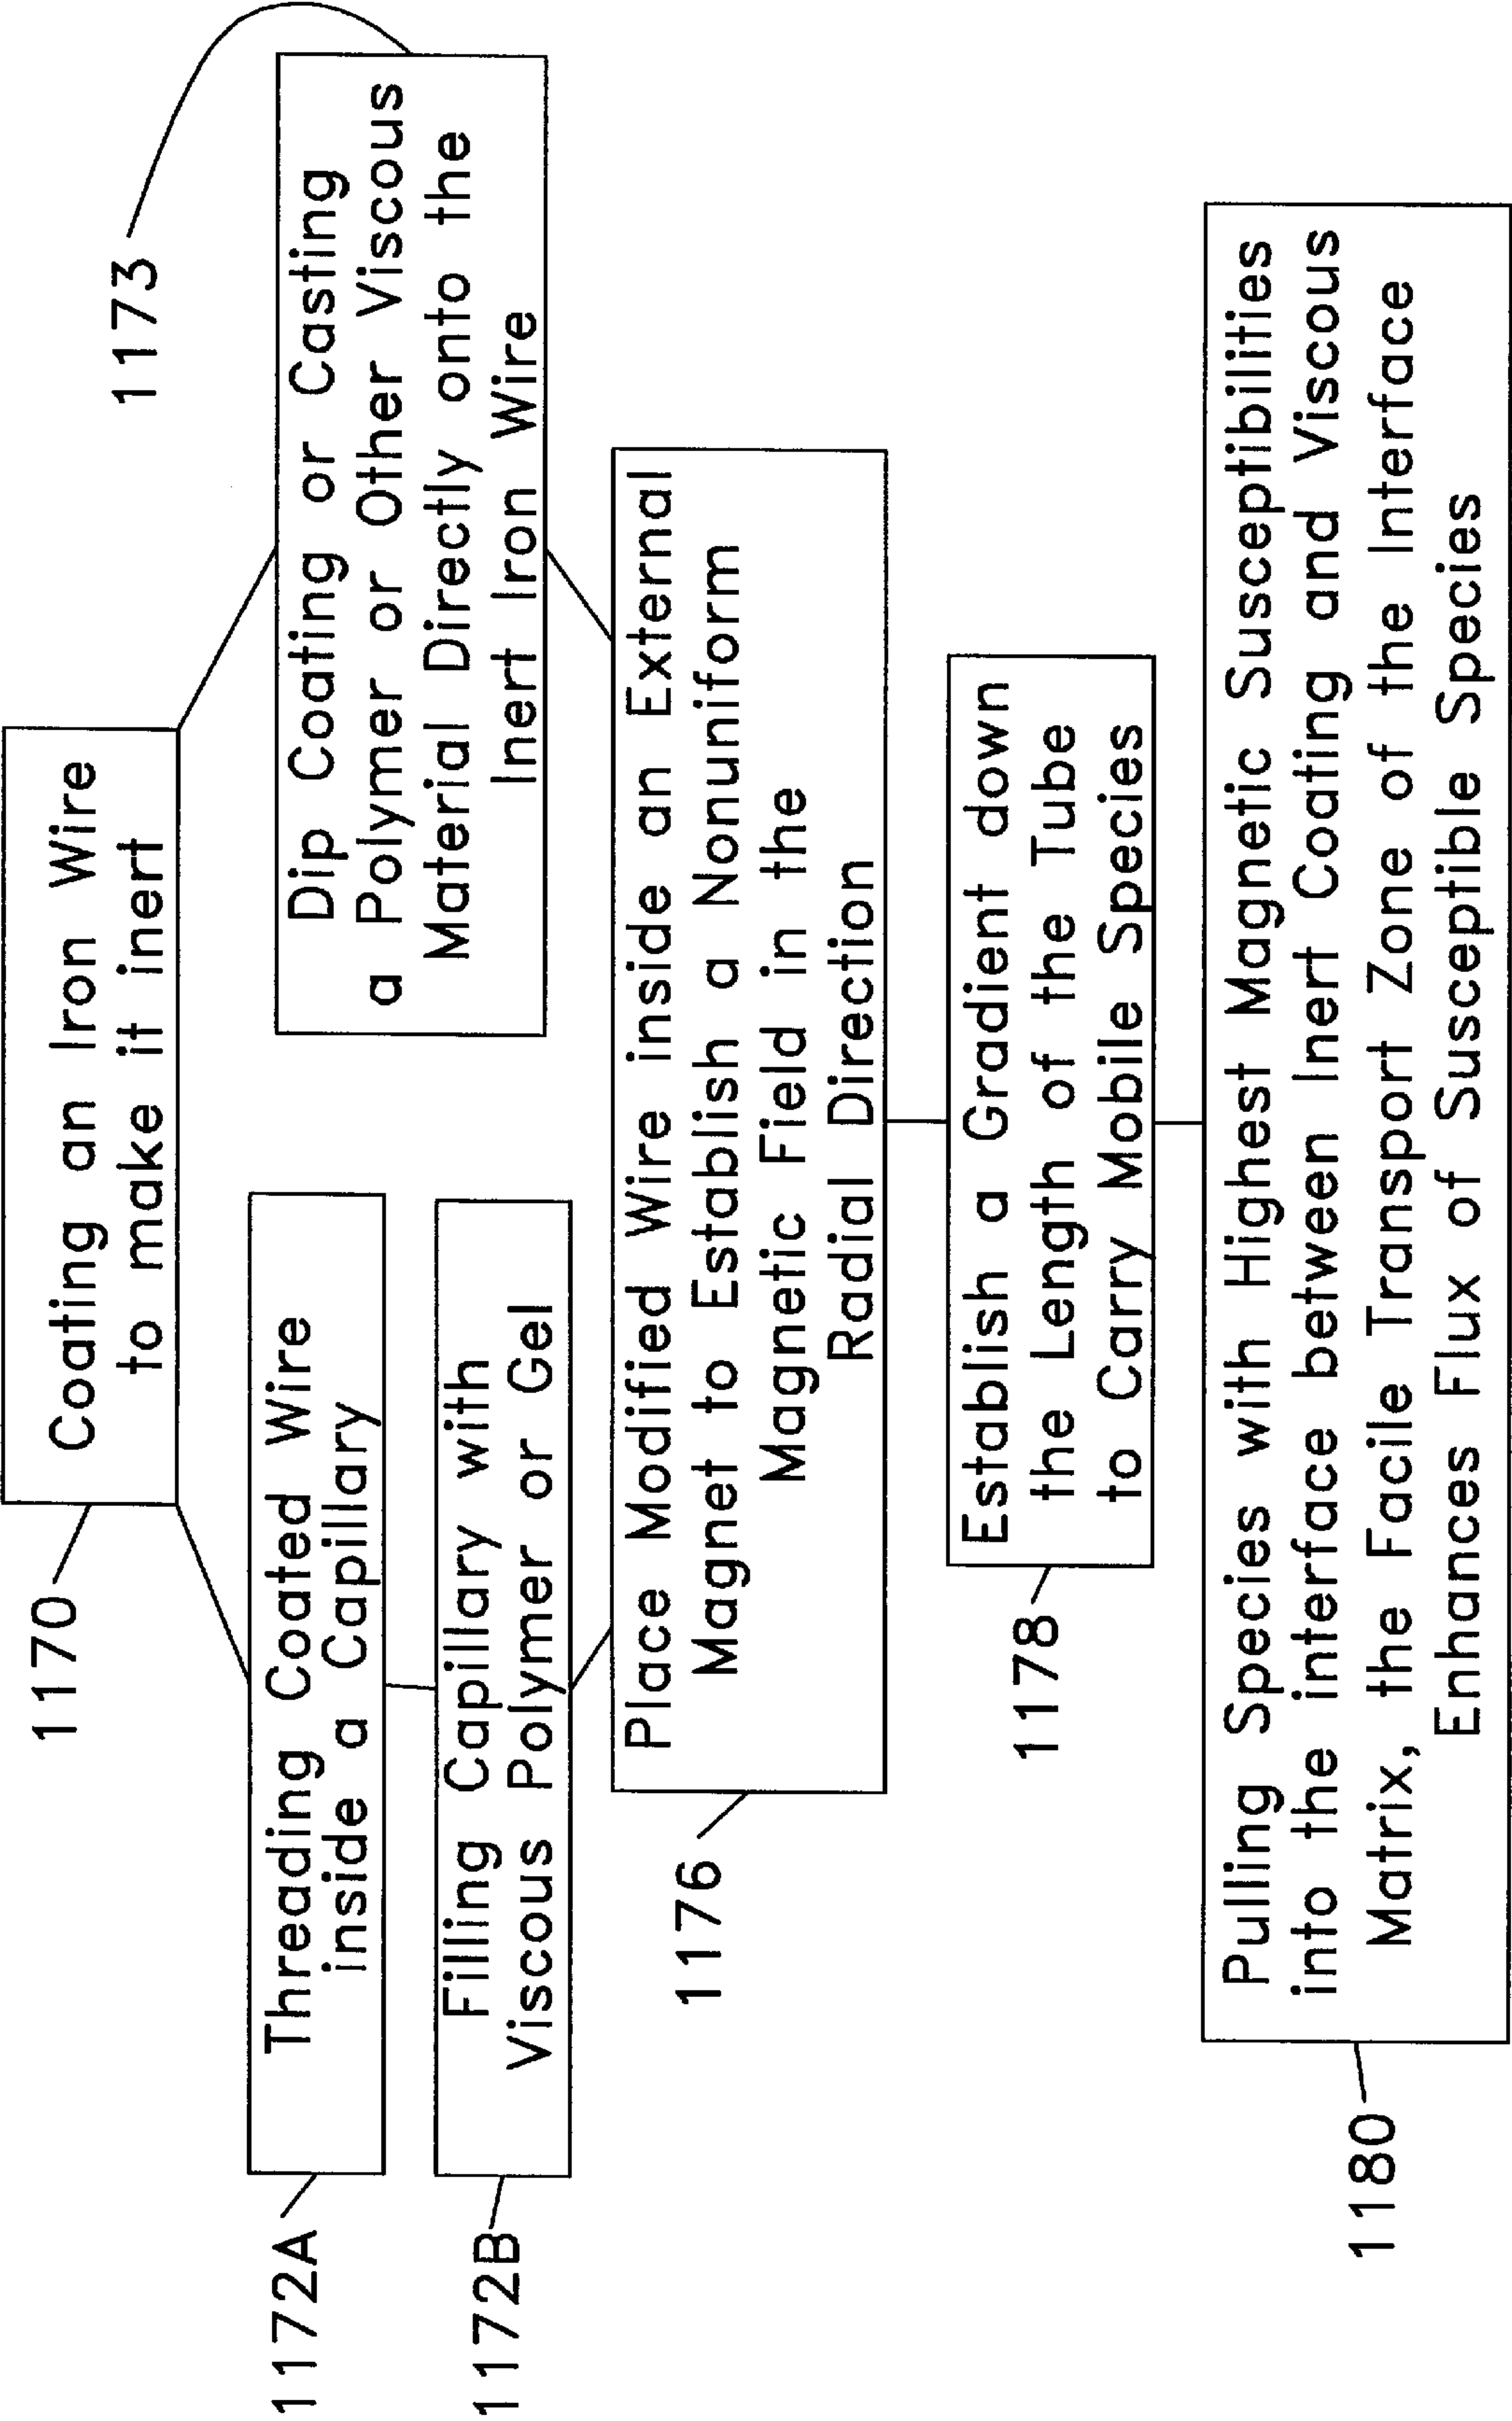 1170
Coating an Iron Wire
to make it inert
1172A
Threading Coated Wire
inside a Capillary
1172B
Filling Capillary with
Viscous Polymer or Gel
1173
Dip Coating or Casting
a Polymer or Other Viscous
Material Directly onto the
Inert Iron Wire
1176
Place Modified Wire inside an External
Magnet to Establish a Nonuniform
Magnetic Field in the
Radial Direction
1178
Establish a Gradient down
the Length of the Tube
to Carry Mobile Species
1180
Pulling Species with Highest Magnetic Susceptibilities
into the interface between Inert Coating and Viscous
Matrix, the Facile Transport Zone of the Interface
Enhances Flux of Susceptible Species